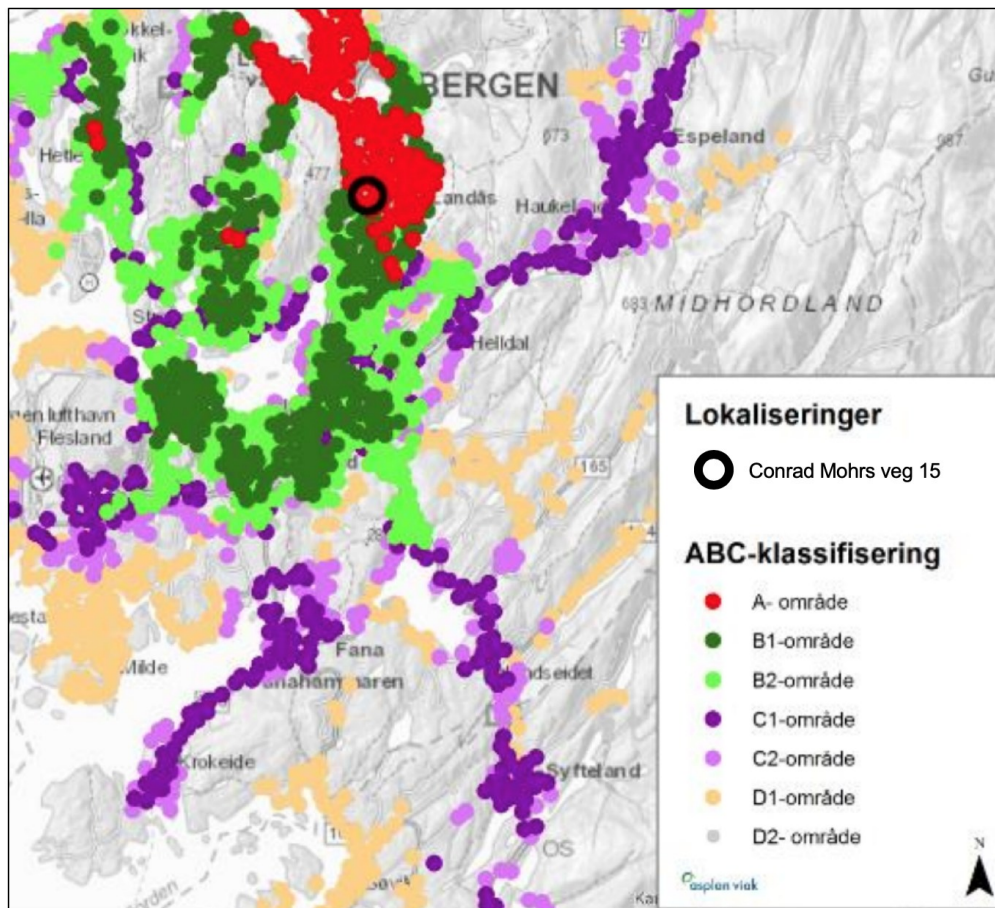 BERGEN
Espeland
673
987
477
Landås
MIDHORDLAND
683
Helldal
lufthavn
Flesland
165
Fana
Milde
Krokeide
Syfteland
OS
Lokaliseringer
Conrad Mohrs veg 15
ABC-klassifisering
A- område
B1-område
B2-område
C1-område
C2-område
D1-område
D2- område
N
asplan viak